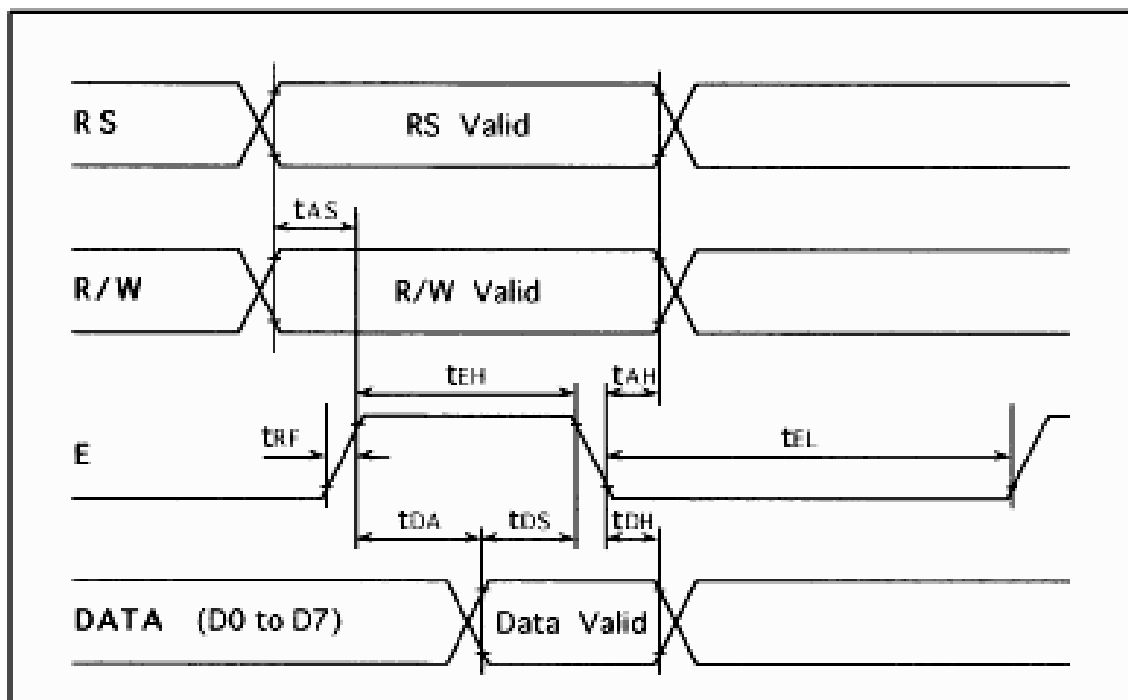 RS RS Valid
tAS
R/W R/W Valid
tEH tAH
E tRF tEL
tDA tDS tDH
DATA (D0 to D7) Data Valid